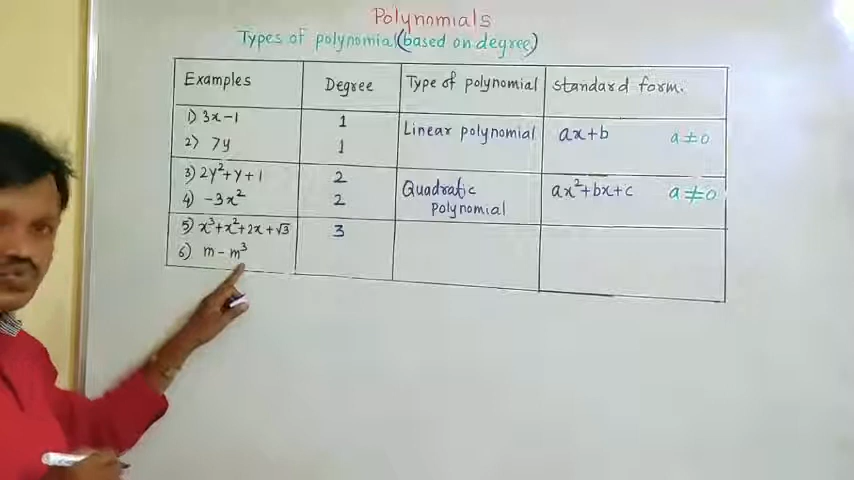 Polynomials
Types of polynomial (based on degree)
Examples Degree Type of polynomial standard form.
1) 3x-1 1 Linear polynomial ax+b a≠0
2) 7y 1
3) 2y²+y+1 2 Quadratic polynomial ax²+bx+c a≠0
4) -3x² 2
5) x³+x²+2x+√3 3
6) m-m³